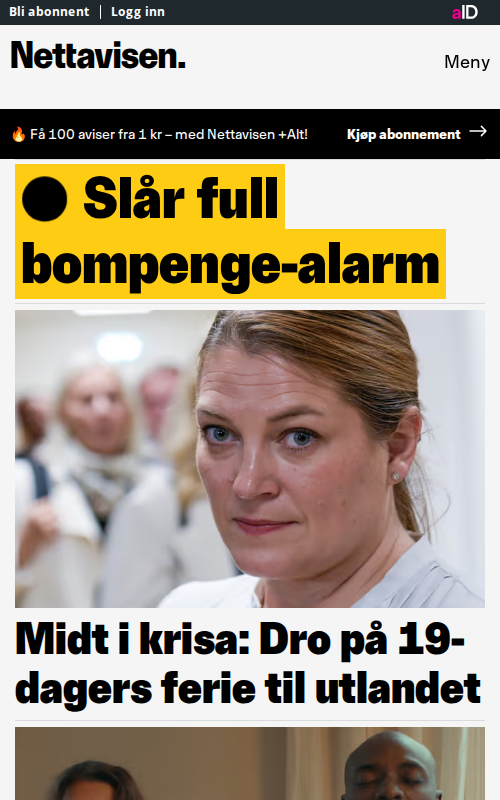 Bli abonnent | Logg inn
aID
Nettavisen.
Meny
🔥 Få 100 aviser fra 1 kr – med Nettavisen +Alt!
Kjøp abonnement →
Slår full
bompenge-alarm
Midt i krisa: Dro på 19-
dagers ferie til utlandet